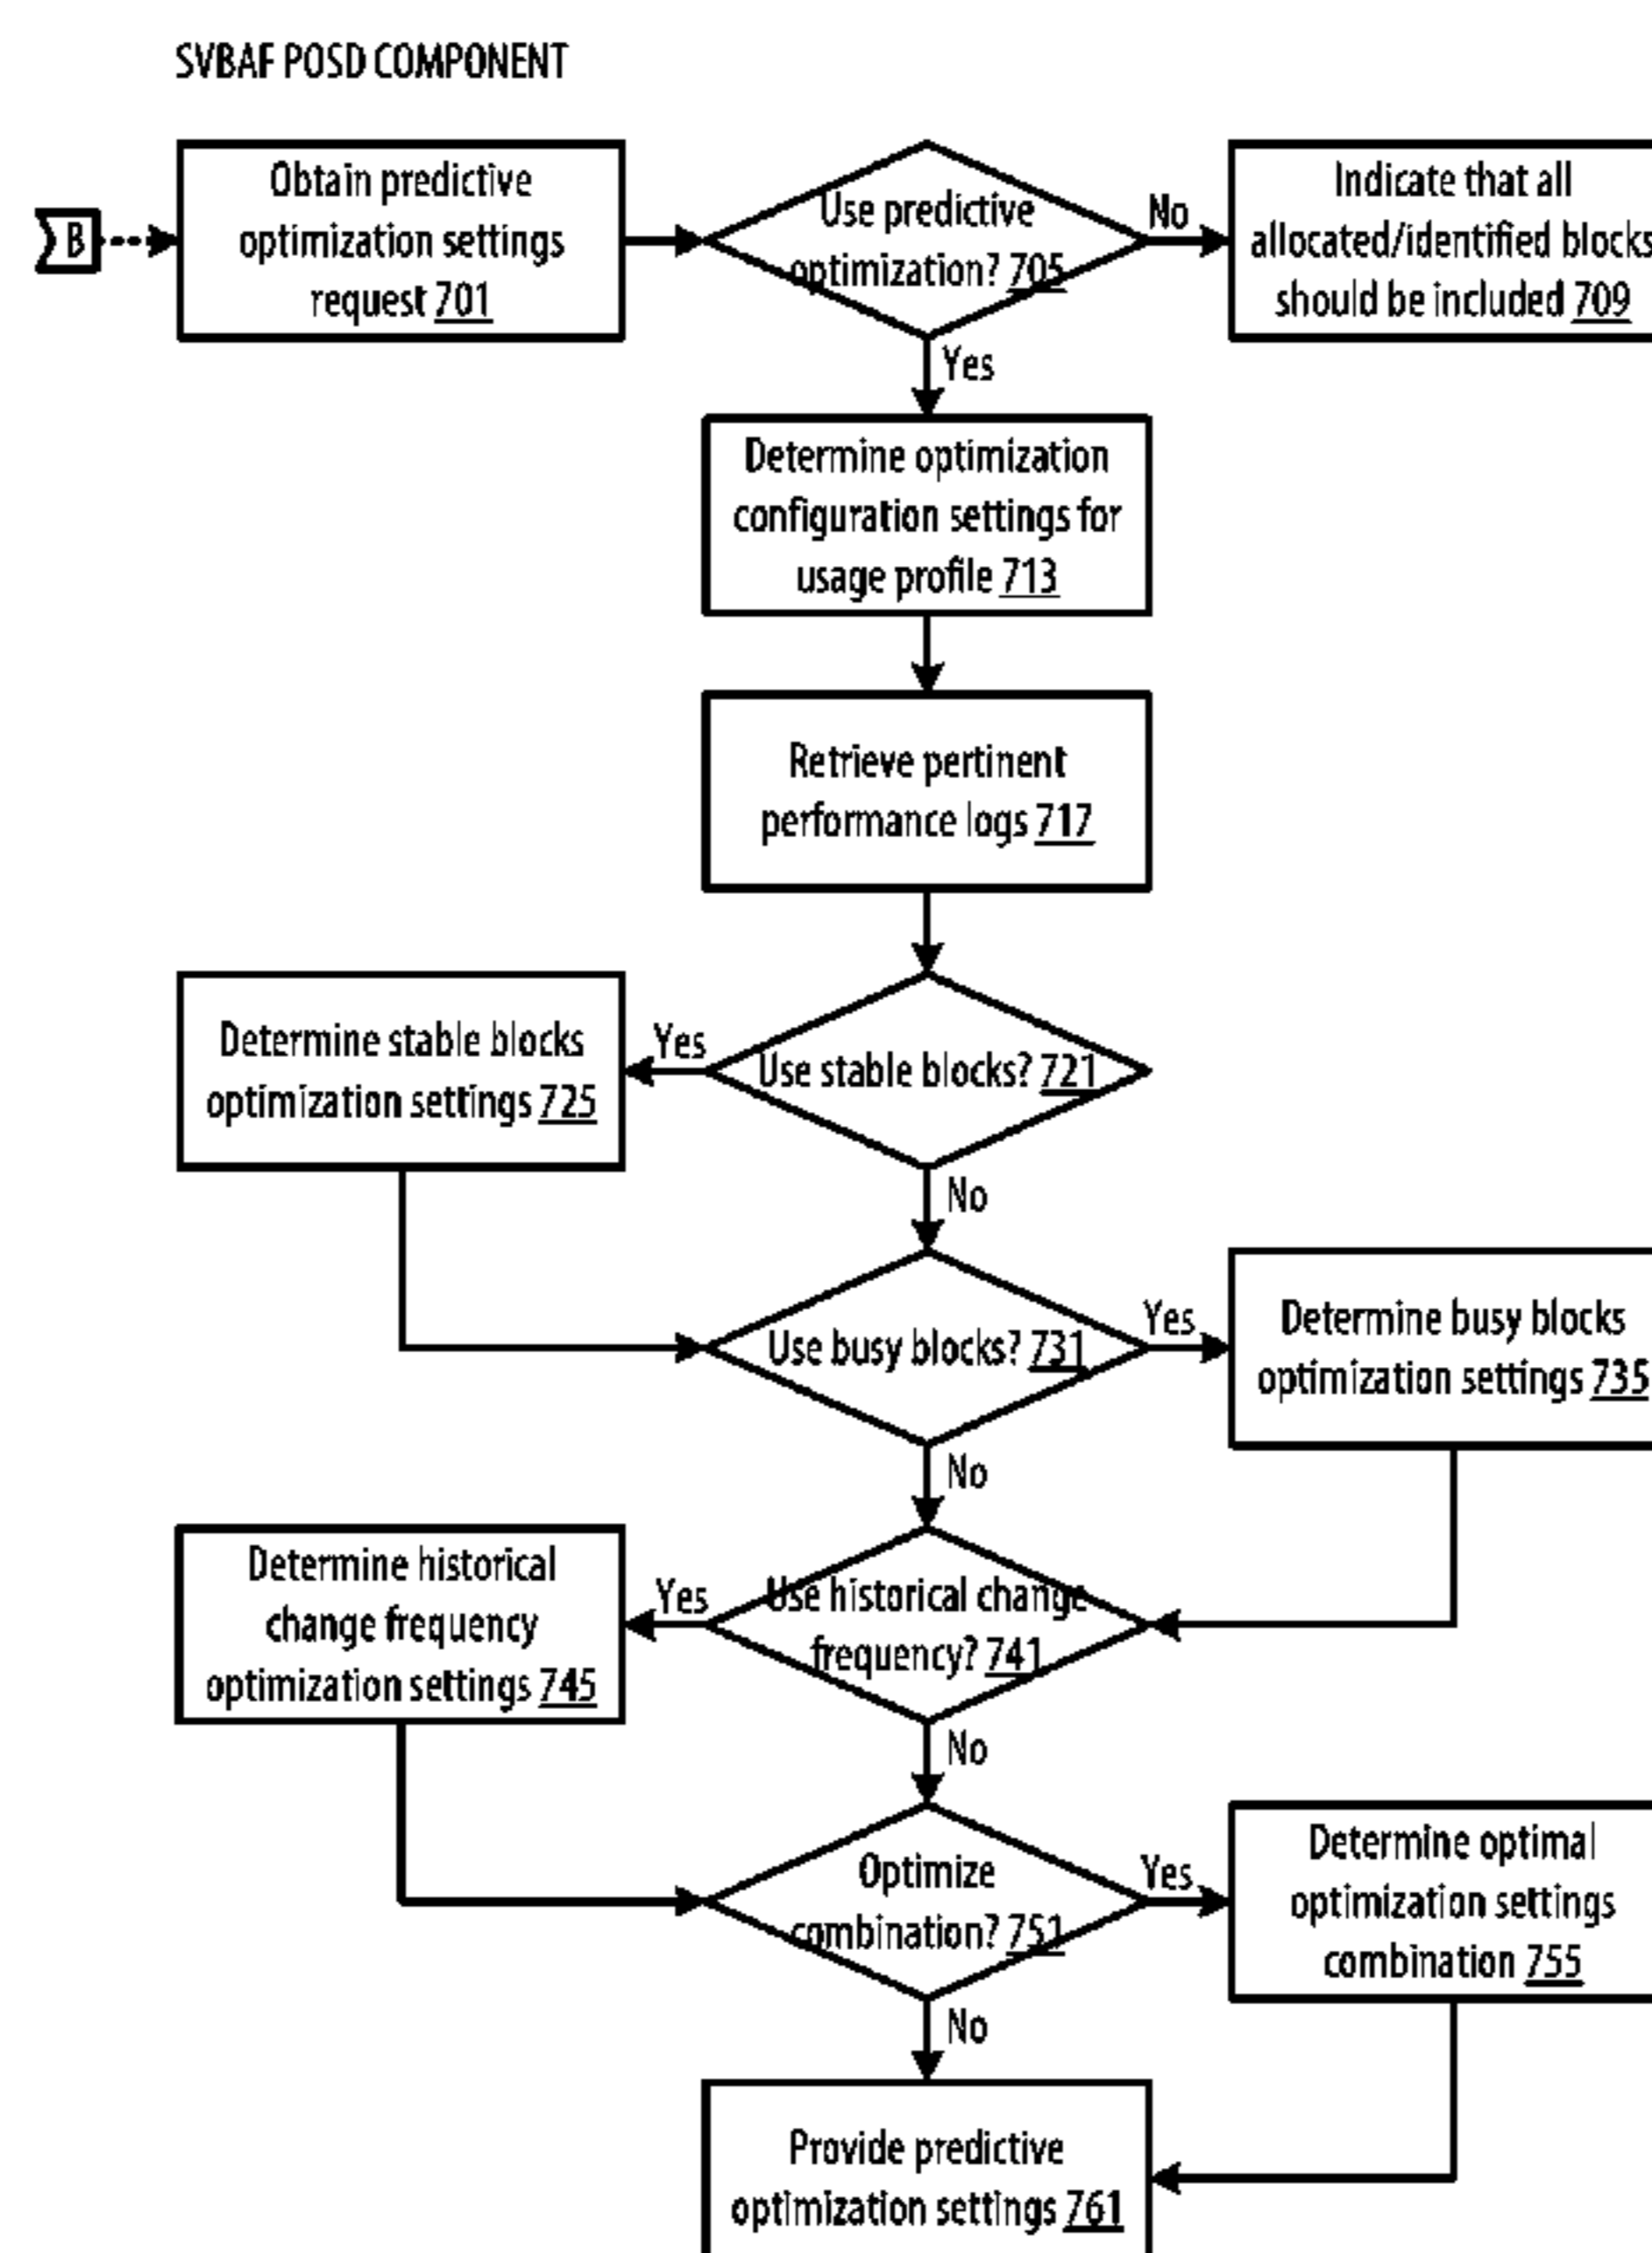 SVBAF POSD COMPONENT
B
Obtain predictive
optimization settings
request 701
Use predictive
optimization? 705
No
Indicate that all
allocated/identified blocks
should be included 709
Yes
Determine optimization
configuration settings for
usage profile 713
Retrieve pertinent
performance logs 717
Use stable blocks? 721
Yes
Determine stable blocks
optimization settings 725
No
Use busy blocks? 731
Yes
Determine busy blocks
optimization settings 735
No
Use historical change
frequency? 741
Yes
Determine historical
change frequency
optimization settings 745
No
Optimize
combination? 751
Yes
Determine optimal
optimization settings
combination 755
No
Provide predictive
optimization settings 761